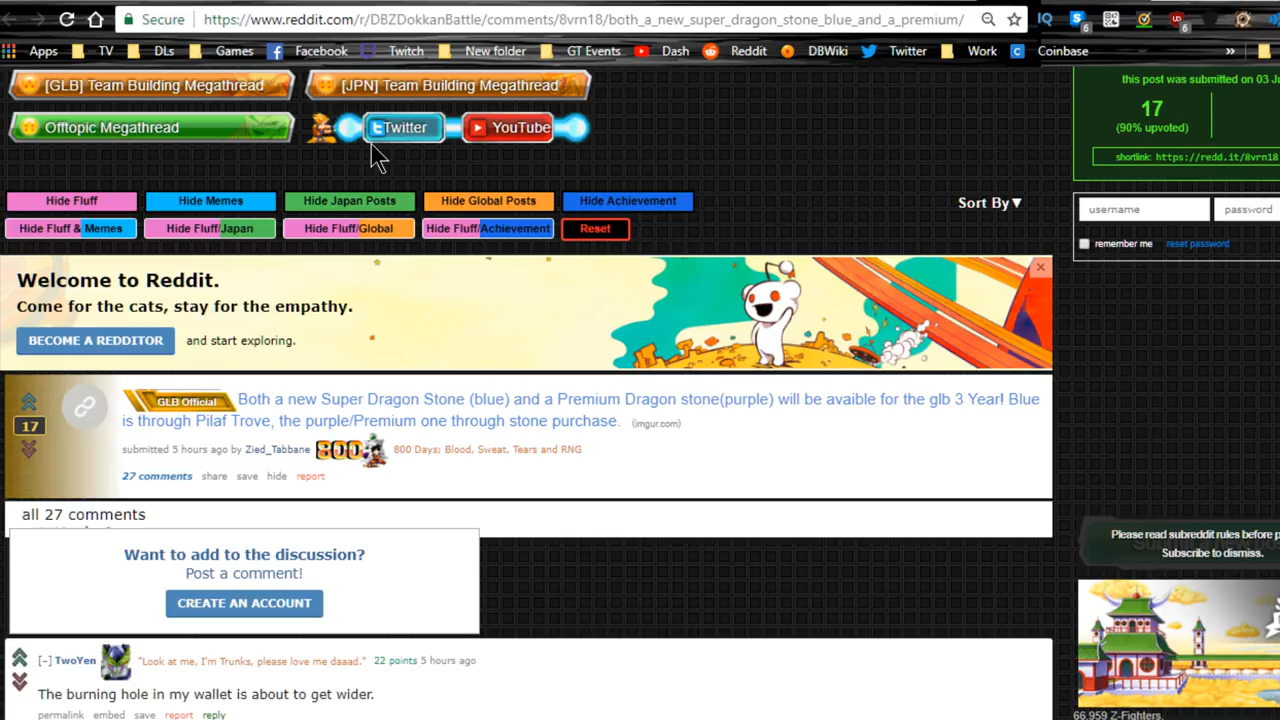 Secure https://www.reddit.com/r/DBZDokkanBattle/comments/8vrn18/both_a_new_super_dragon_stone_blue_and_a_premium/
6 6
Apps TV DLs Games Facebook Twitch New folder GT Events Dash Reddit DBWiki Twitter Work Coinbase »
[GLB] Team Building Megathread [JPN] Team Building Megathread
Offtopic Megathread Twitter YouTube
this post was submitted on 03 Ju
17
(90% upvoted)
shortlink: https://redd.it/8vrn18
Hide Fluff Hide Memes Hide Japan Posts Hide Global Posts Hide Achievement
Sort By▼
Hide Fluff & Memes Hide Fluff/Japan Hide Fluff/Global Hide Fluff/Achievement Reset
username password
remember me reset password
Welcome to Reddit.
Come for the cats, stay for the empathy.
BECOME A REDDITOR and start exploring.
17
GLB Official Both a new Super Dragon Stone (blue) and a Premium Dragon stone(purple) will be avaible for the glb 3 Year! Blue
is through Pilaf Trove, the purple/Premium one through stone purchase. (imgur.com)
submitted 5 hours ago by Zied_Tabbane 800 800 Days; Blood, Sweat, Tears and RNG
27 comments share save hide report
all 27 comments
Want to add to the discussion?
Post a comment!
CREATE AN ACCOUNT
Please read subreddit rules before p
Subscribe to dismiss.
[–] TwoYen "Look at me, I'm Trunks, please love me daaad." 22 points 5 hours ago
The burning hole in my wallet is about to get wider.
permalink embed save report reply
66,959 Z-Fighters